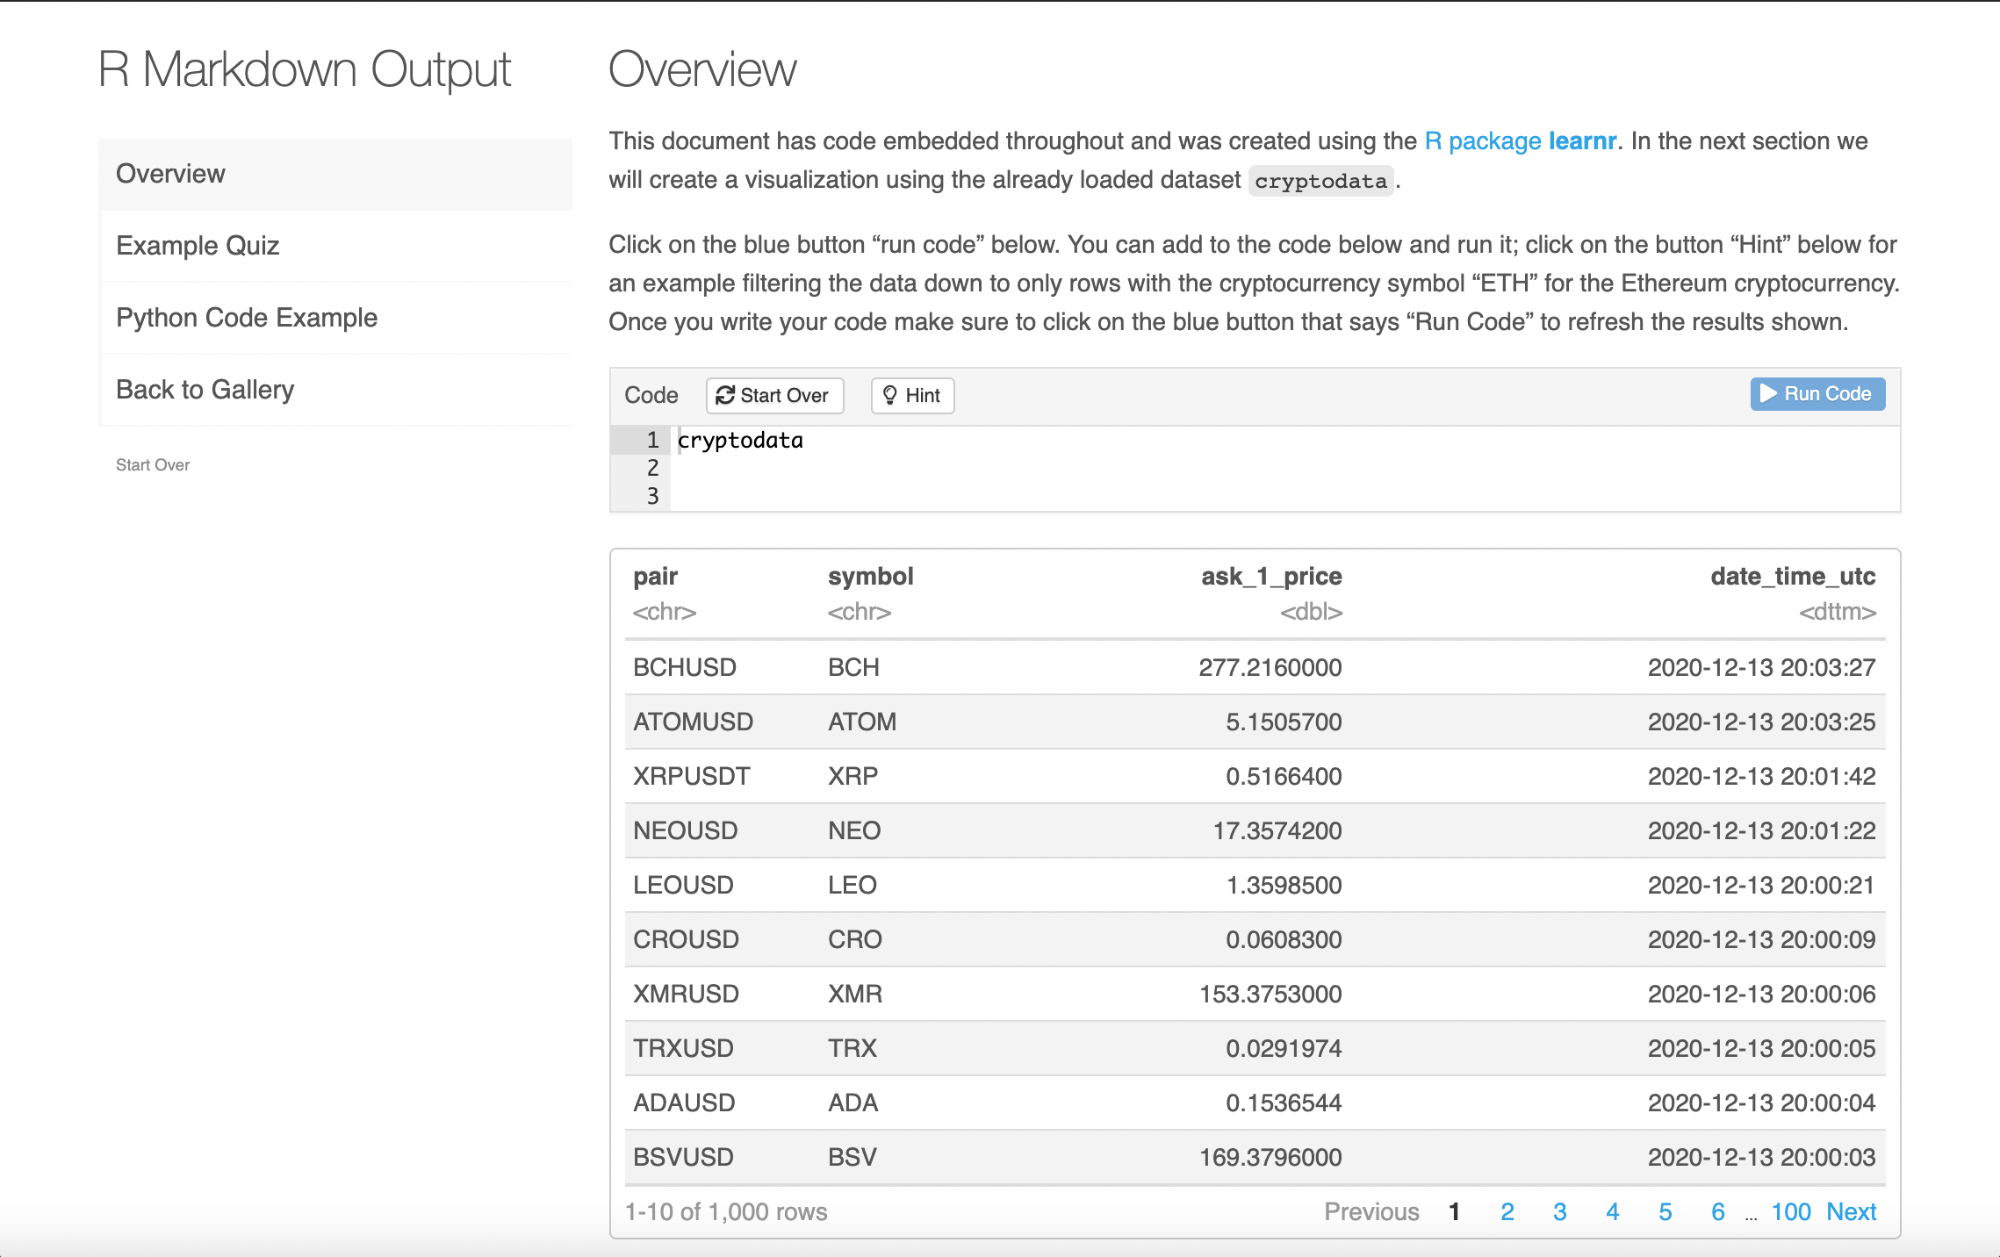 R Markdown Output
Overview
Example Quiz
Python Code Example
Back to Gallery
Start Over
Overview
This document has code embedded throughout and was created using the R package learnr. In the next section we
will create a visualization using the already loaded dataset cryptodata.
Click on the blue button “run code” below. You can add to the code below and run it; click on the button “Hint” below for
an example filtering the data down to only rows with the cryptocurrency symbol “ETH” for the Ethereum cryptocurrency.
Once you write your code make sure to click on the blue button that says “Run Code” to refresh the results shown.
Code Start Over Hint Run Code
1 cryptodata
2
3
pair symbol ask_1_price date_time_utc
<chr> <chr> <dbl> <dttm>
BCHUSD BCH 277.2160000 2020-12-13 20:03:27
ATOMUSD ATOM 5.1505700 2020-12-13 20:03:25
XRPUSDT XRP 0.5166400 2020-12-13 20:01:42
NEOUSD NEO 17.3574200 2020-12-13 20:01:22
LEOUSD LEO 1.3598500 2020-12-13 20:00:21
CROUSD CRO 0.0608300 2020-12-13 20:00:09
XMRUSD XMR 153.3753000 2020-12-13 20:00:06
TRXUSD TRX 0.0291974 2020-12-13 20:00:05
ADAUSD ADA 0.1536544 2020-12-13 20:00:04
BSVUSD BSV 169.3796000 2020-12-13 20:00:03
1-10 of 1,000 rows Previous 1 2 3 4 5 6 ... 100 Next